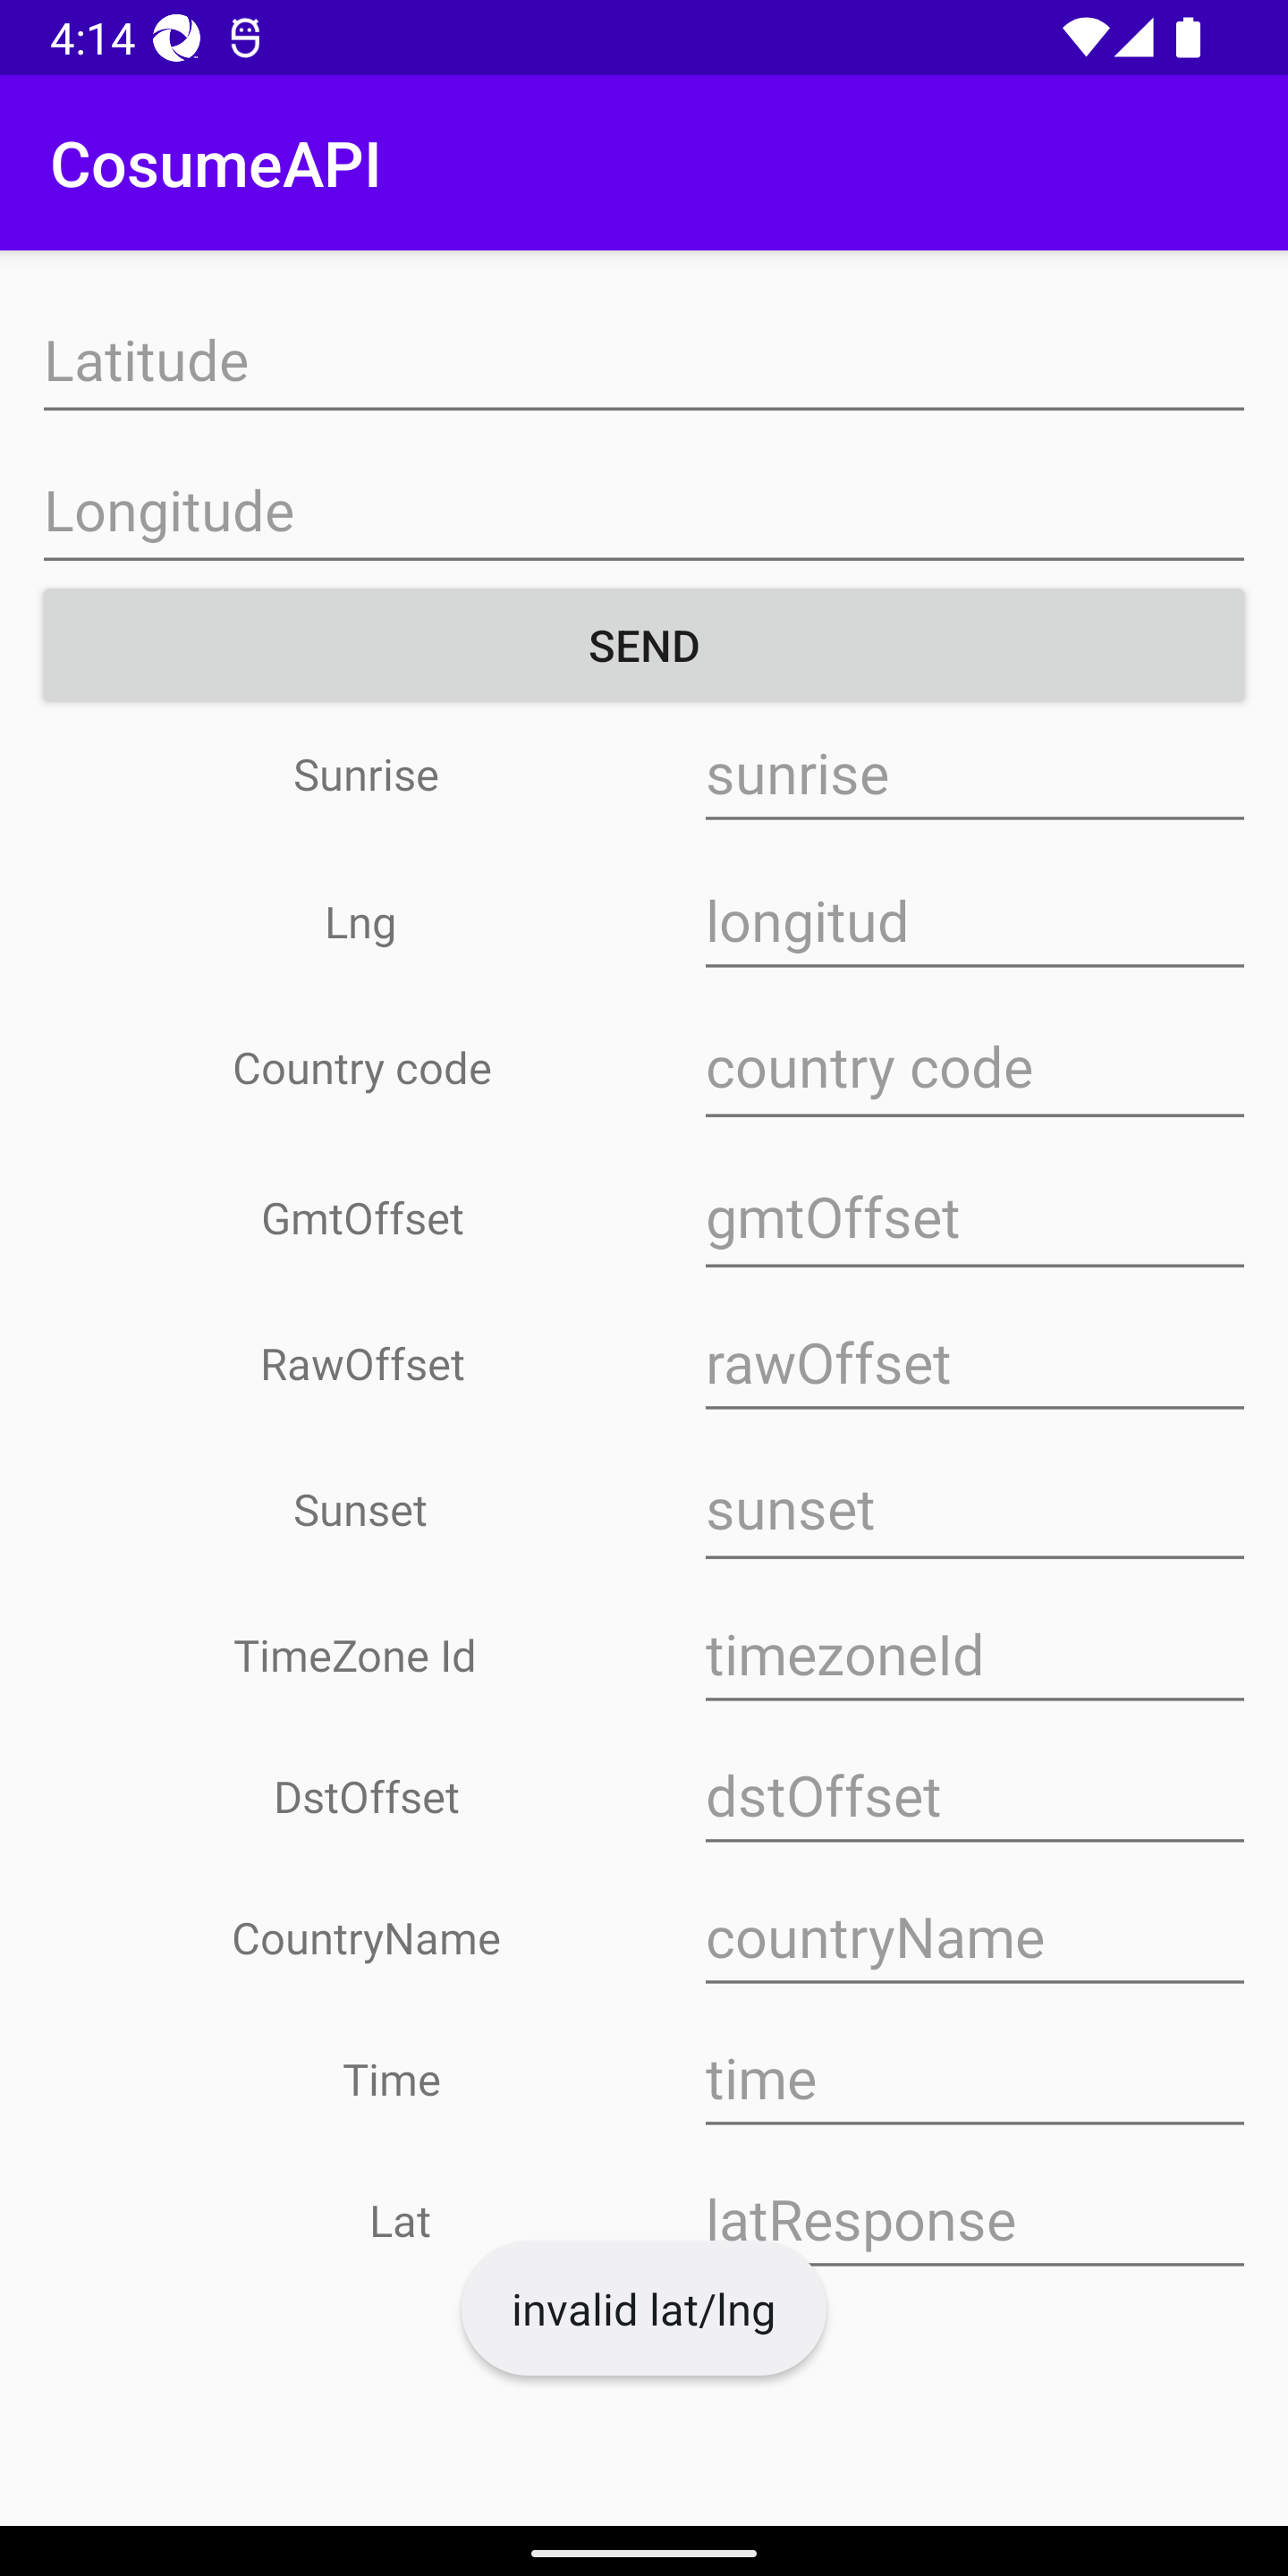 4:14
CosumeAPI
Latitude
Longitude
SEND
Sunrise sunrise
Lng longitud
Country code country code
GmtOffset gmtOffset
RawOffset rawOffset
Sunset sunset
TimeZone Id timezoneId
DstOffset dstOffset
CountryName countryName
Time time
Lat latResponse
invalid lat/lng